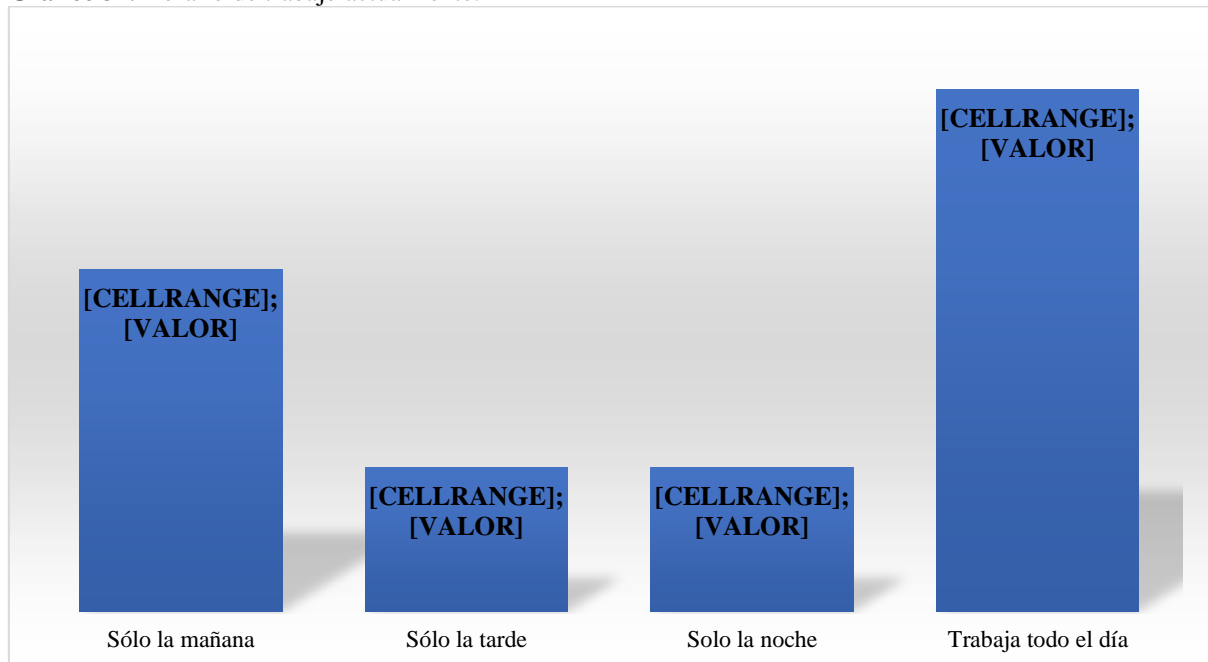 [CELLRANGE];
[VALOR]
[CELLRANGE];
[VALOR]
[CELLRANGE];
[VALOR]
[CELLRANGE];
[VALOR]
Sólo la mañana
Sólo la tarde
Solo la noche
Trabaja todo el día